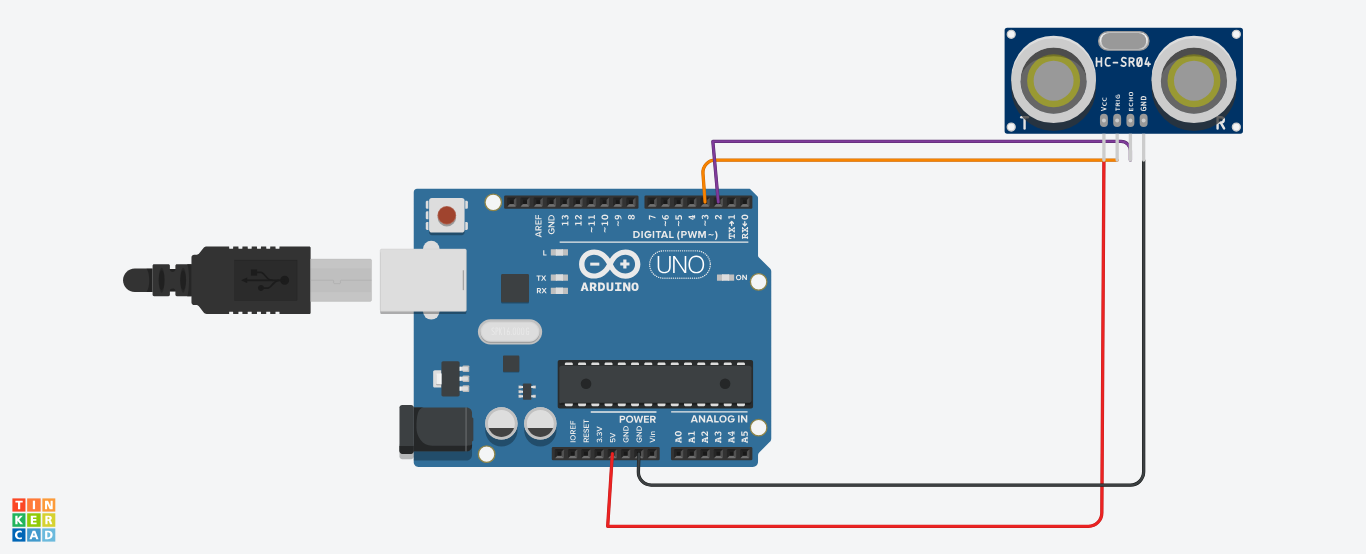 HC-SR04
VCC
TRIG
ECHO
GND
T
R
AREF
GND
13
12
~11
~10
~9
8
7
~6
~5
4
~3
2
TX→1
RX←0
DIGITAL (PWM~)
L
TX
RX
ARDUINO
UNO
ON
POWER
ANALOG IN
IOREF
RESET
3.3V
5V
GND
GND
Vin
A0
A1
A2
A3
A4
A5
TIN
KER
CAD